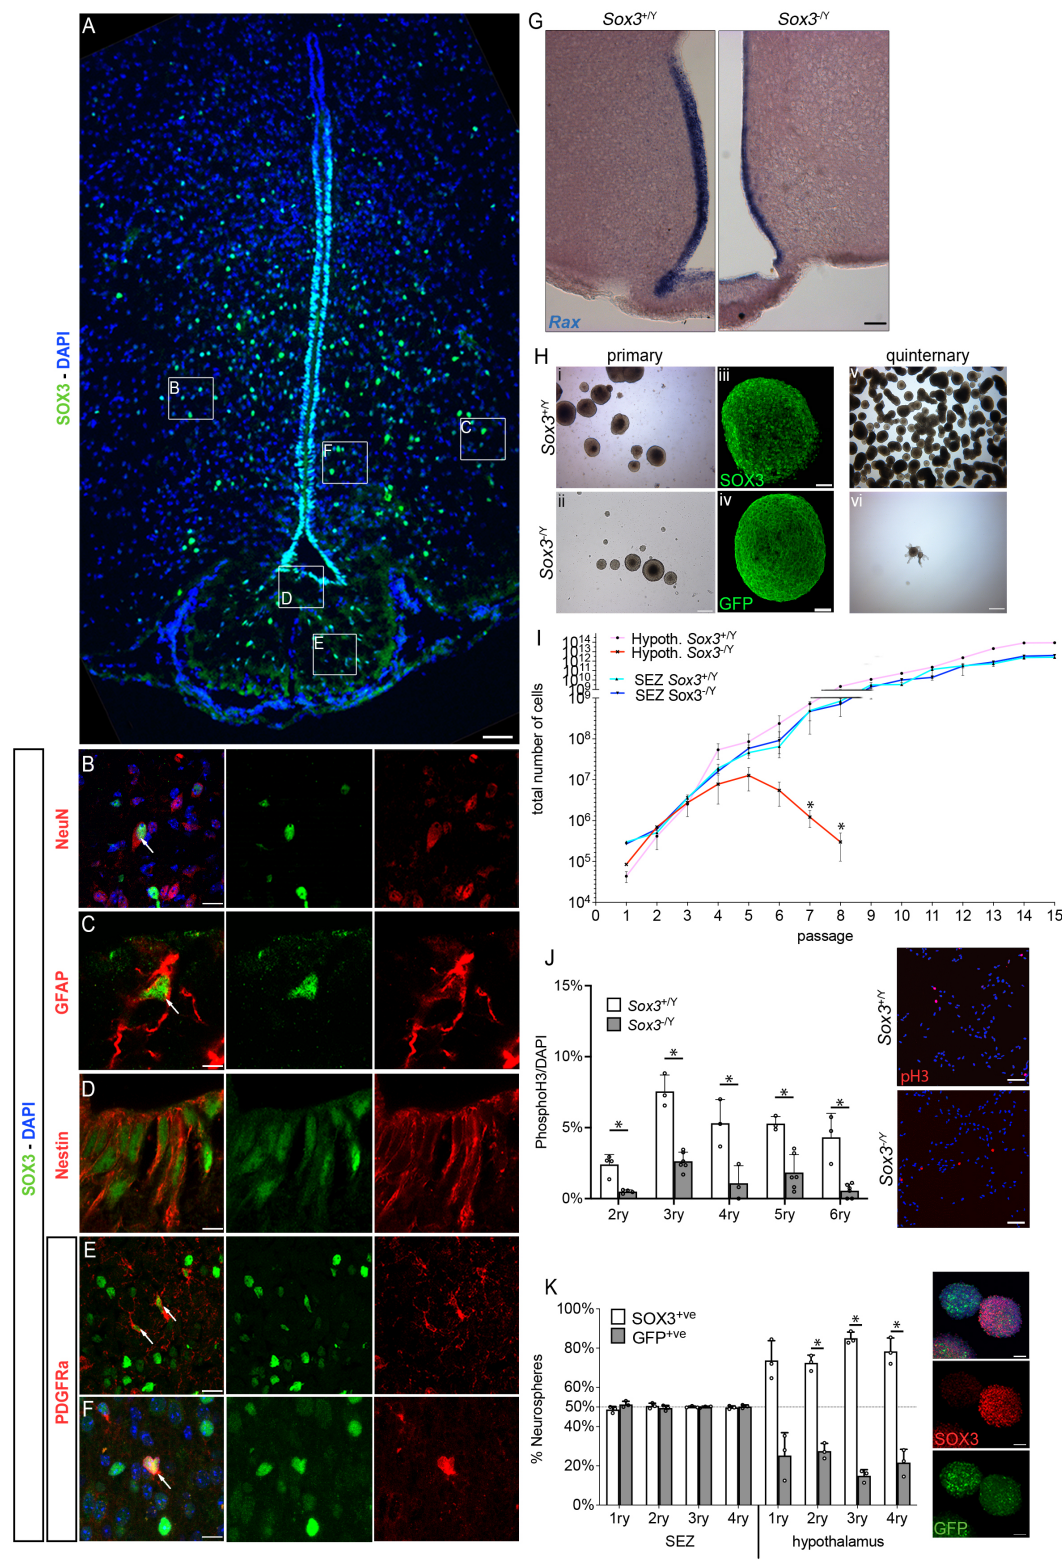 A
SOX3 - DAPI
B
C
F
D
E
SOX3 - DAPI
B
NeuN
C
GFAP
D
Nestin
PDGFRa
E
F
G
Sox3+/Y
Sox3-/Y
Rax
H
primary
quinternary
Sox3+/Y
i
iii
SOX3
v
Sox3-/Y
ii
iv
GFP
vi
I
Hypoth. Sox3+/Y
Hypoth. Sox3-/Y
SEZ Sox3+/Y
SEZ Sox3-/Y
total number of cells
10^14
10^13
10^12
10^11
10^10
10^9
10^9
10^8
10^7
10^6
10^5
10^4
* *
0 1 2 3 4 5 6 7 8 9 10 11 12 13 14 15
passage
J
PhosphoH3/DAPI
15%
10%
5%
0%
Sox3+/Y
Sox3-/Y
* * * * *
2ry 3ry 4ry 5ry 6ry
Sox3+/Y
pH3
Sox3-/Y
K
% Neurospheres
100%
80%
60%
50%
40%
20%
0%
SOX3+ve
GFP+ve
* * *
1ry 2ry 3ry 4ry 1ry 2ry 3ry 4ry
SEZ hypothalamus
SOX3
GFP